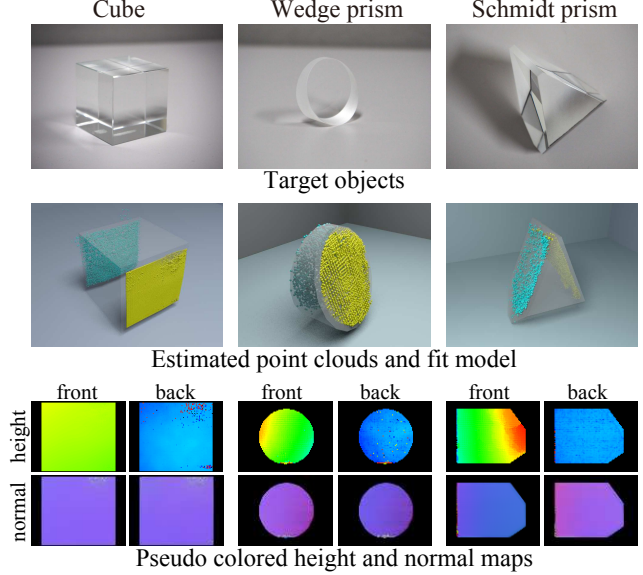 Cube Wedge prism Schmidt prism
Target objects
Estimated point clouds and fit model
front back front back front back
height
normal
Pseudo colored height and normal maps